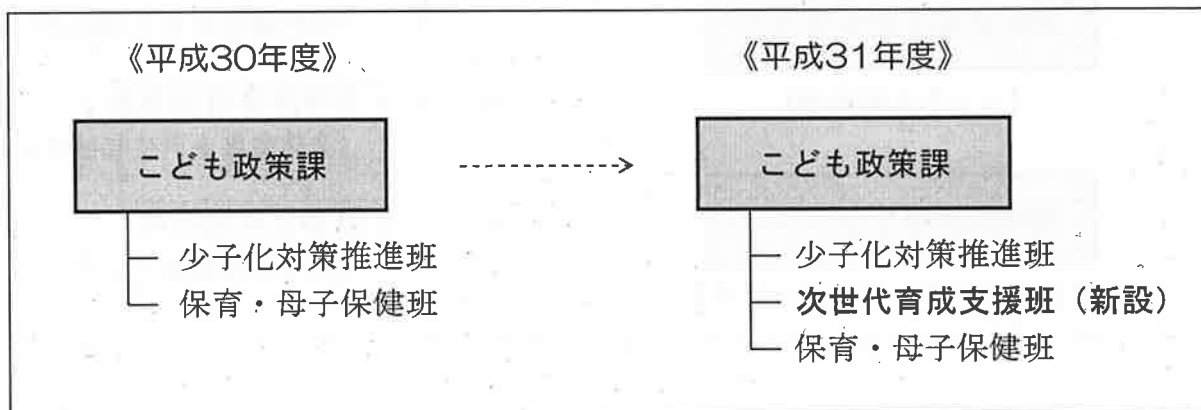 《平成30年度》
こども政策課
少子化対策推進班
保育・母子保健班
《平成31年度》
こども政策課
少子化対策推進班
次世代育成支援班（新設）
保育・母子保健班